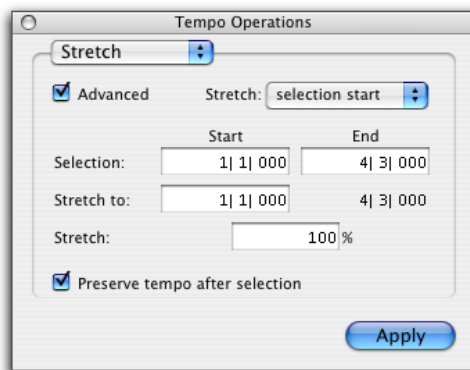 Tempo Operations
Stretch
Advanced Stretch: selection start
Start End
Selection: 1| 1| 000 4| 3| 000
Stretch to: 1| 1| 000 4| 3| 000
Stretch: 100 %
Preserve tempo after selection
Apply